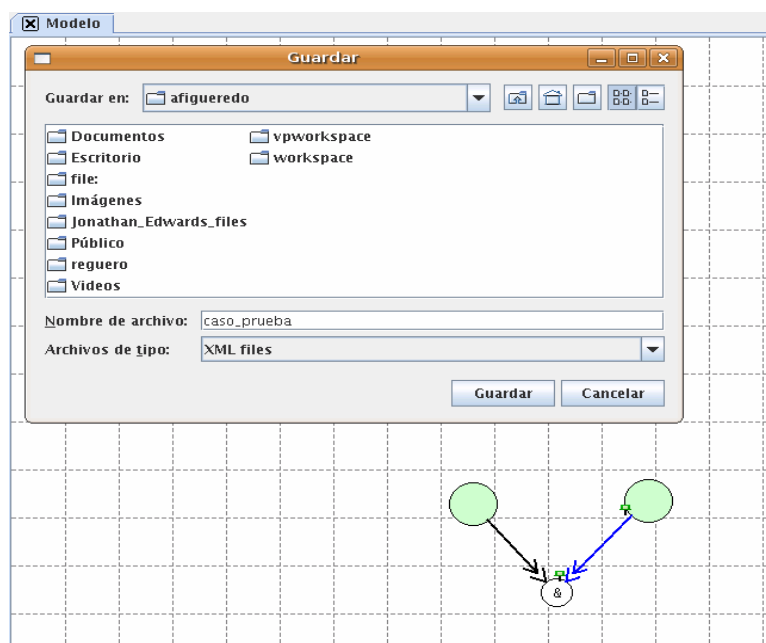 Modelo
Guardar
Guardar en: afigueredo
Documentos vpworkspace
Escritorio workspace
file:
Imágenes
Jonathan_Edwards_files
Público
reguero
Videos
Nombre de archivo: caso_prueba
Archivos de tipo: XML files
Guardar Cancelar
&